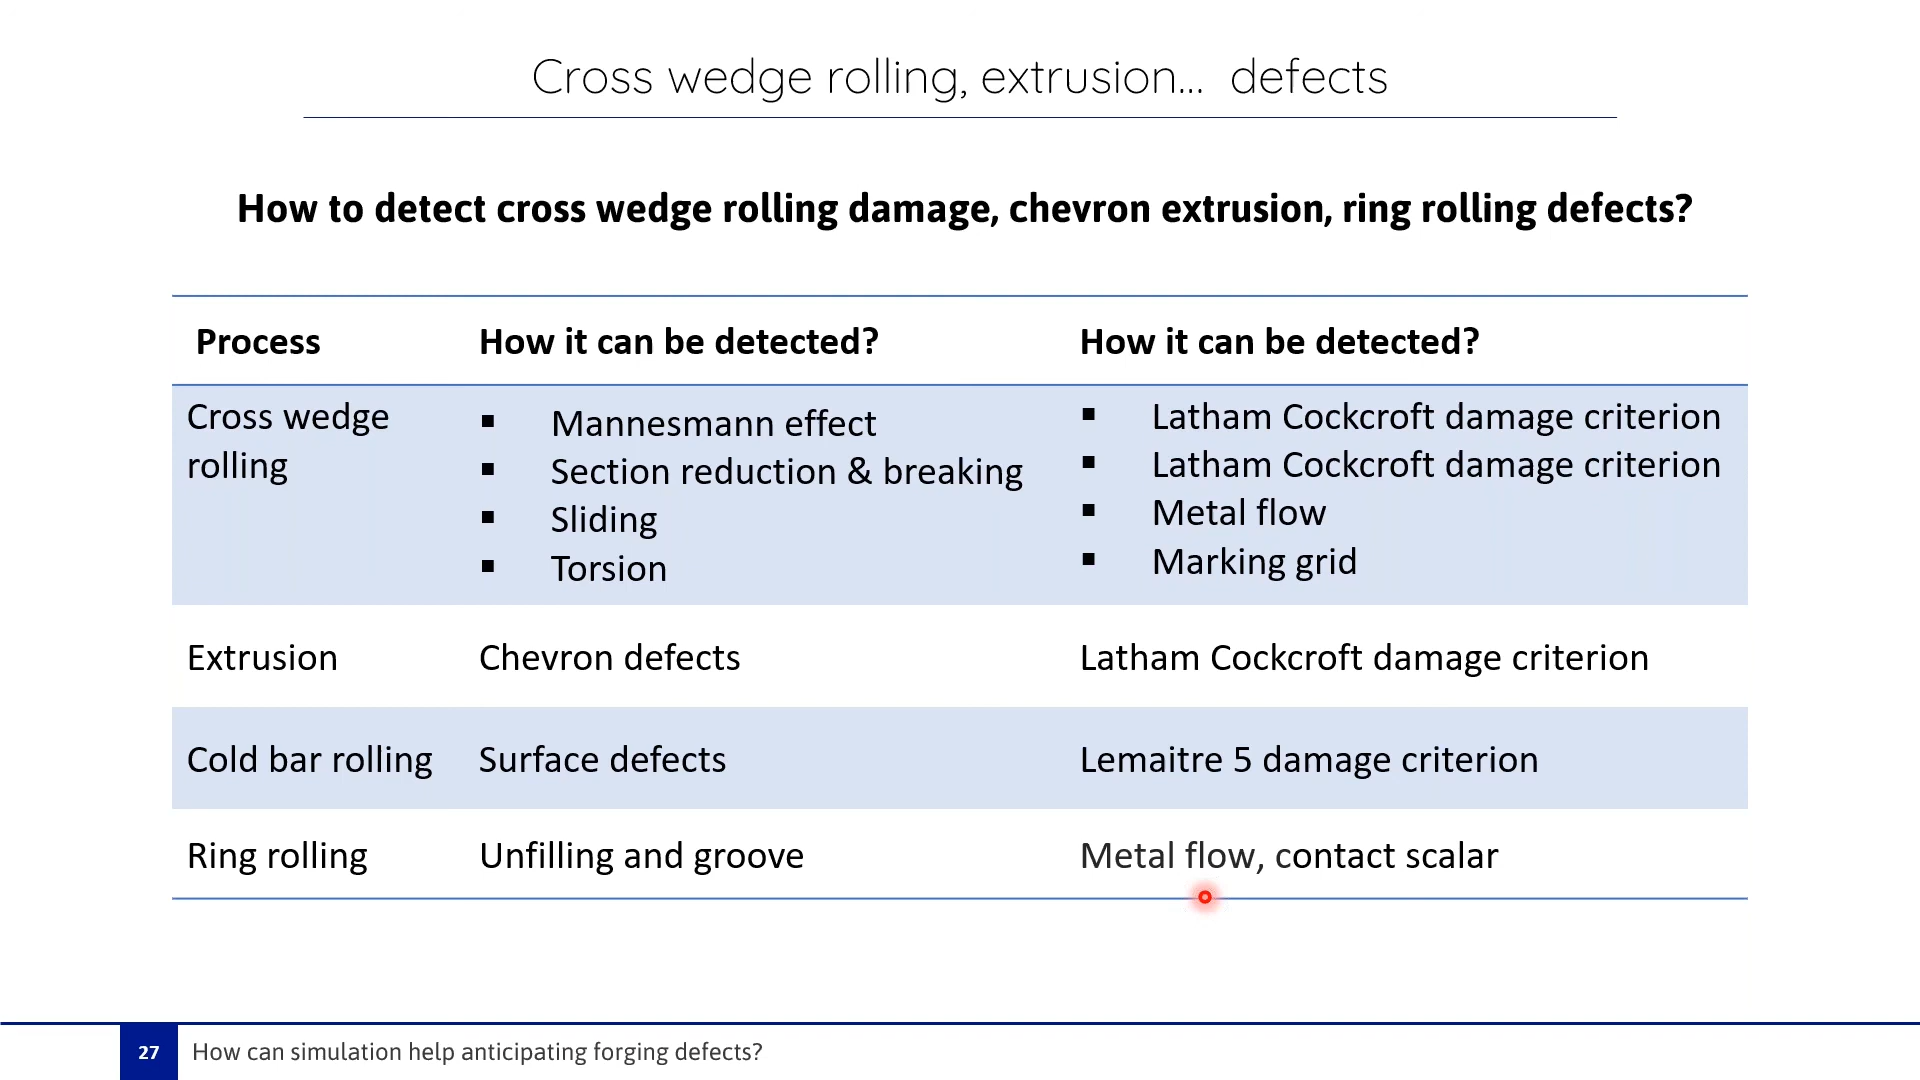 Cross wedge rolling, extrusion... defects
How to detect cross wedge rolling damage, chevron extrusion, ring rolling defects?
Process How it can be detected? How it can be detected?
Cross wedge
rolling
▪ Mannesmann effect
▪ Section reduction & breaking
▪ Sliding
▪ Torsion
▪ Latham Cockcroft damage criterion
▪ Latham Cockcroft damage criterion
▪ Metal flow
▪ Marking grid
Extrusion Chevron defects Latham Cockcroft damage criterion
Cold bar rolling Surface defects Lemaitre 5 damage criterion
Ring rolling Unfilling and groove Metal flow, contact scalar
27 How can simulation help anticipating forging defects?